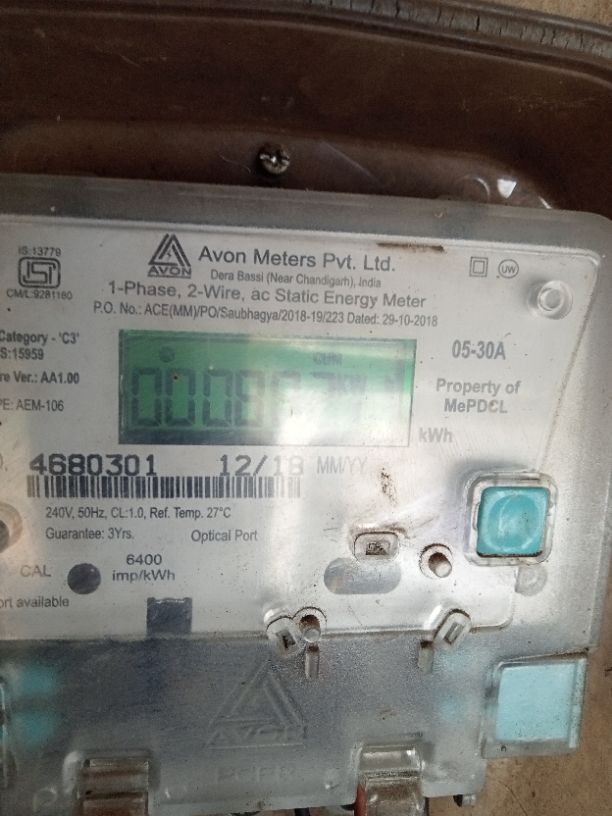 IS:13779
CM/L:9281160
AVON
Avon Meters Pvt. Ltd.
Dera Bassi (Near Chandigarh), India
1-Phase, 2-Wire, ac Static Energy Meter
P.O. No.: ACE(MM)/PO/Saubhagya/2018-19/223 Dated: 29-10-2018
UW
Category - 'C3'
S:15959
re Ver.: AA1.00
PE: AEM-106
CUM
05-30A
Property of
MePDCL
kWh
4680301 12/18 MM/YY
240V, 50Hz, CL:1.0, Ref. Temp. 27°C
Guarantee: 3Yrs. Optical Port
CAL
6400
imp/kWh
ort available
AVON